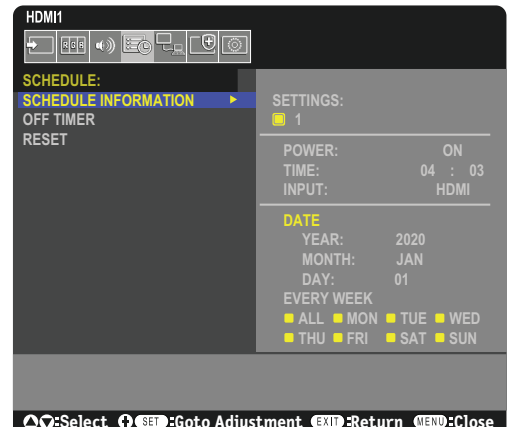 HDMI1
RGB
SCHEDULE:
SCHEDULE INFORMATION
OFF TIMER
RESET
SETTINGS:
1
POWER: ON
TIME: 04 : 03
INPUT: HDMI
DATE
YEAR: 2020
MONTH: JAN
DAY: 01
EVERY WEEK
ALL MON TUE WED
THU FRI SAT SUN
:Select SET:Goto Adjustment EXIT:Return MENU:Close